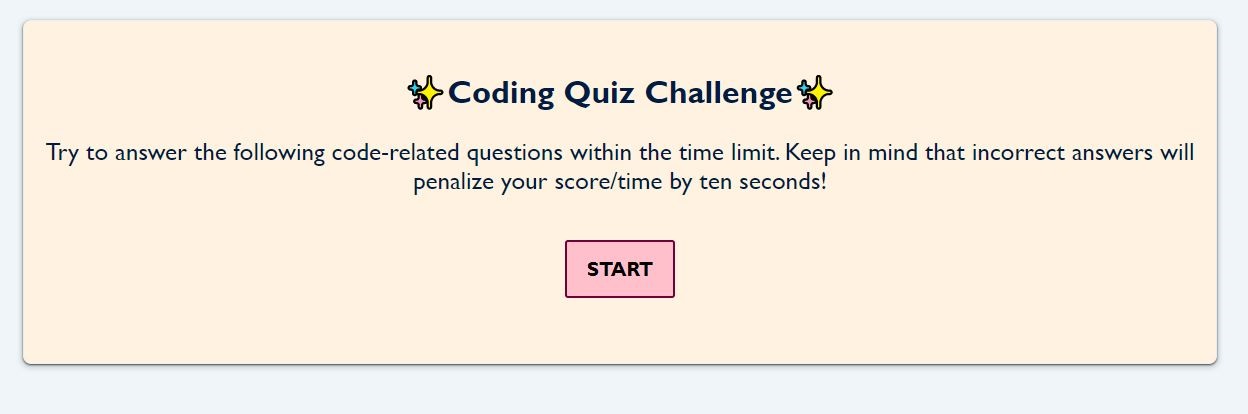 ✨Coding Quiz Challenge✨
Try to answer the following code-related questions within the time limit. Keep in mind that incorrect answers will
penalize your score/time by ten seconds!
START